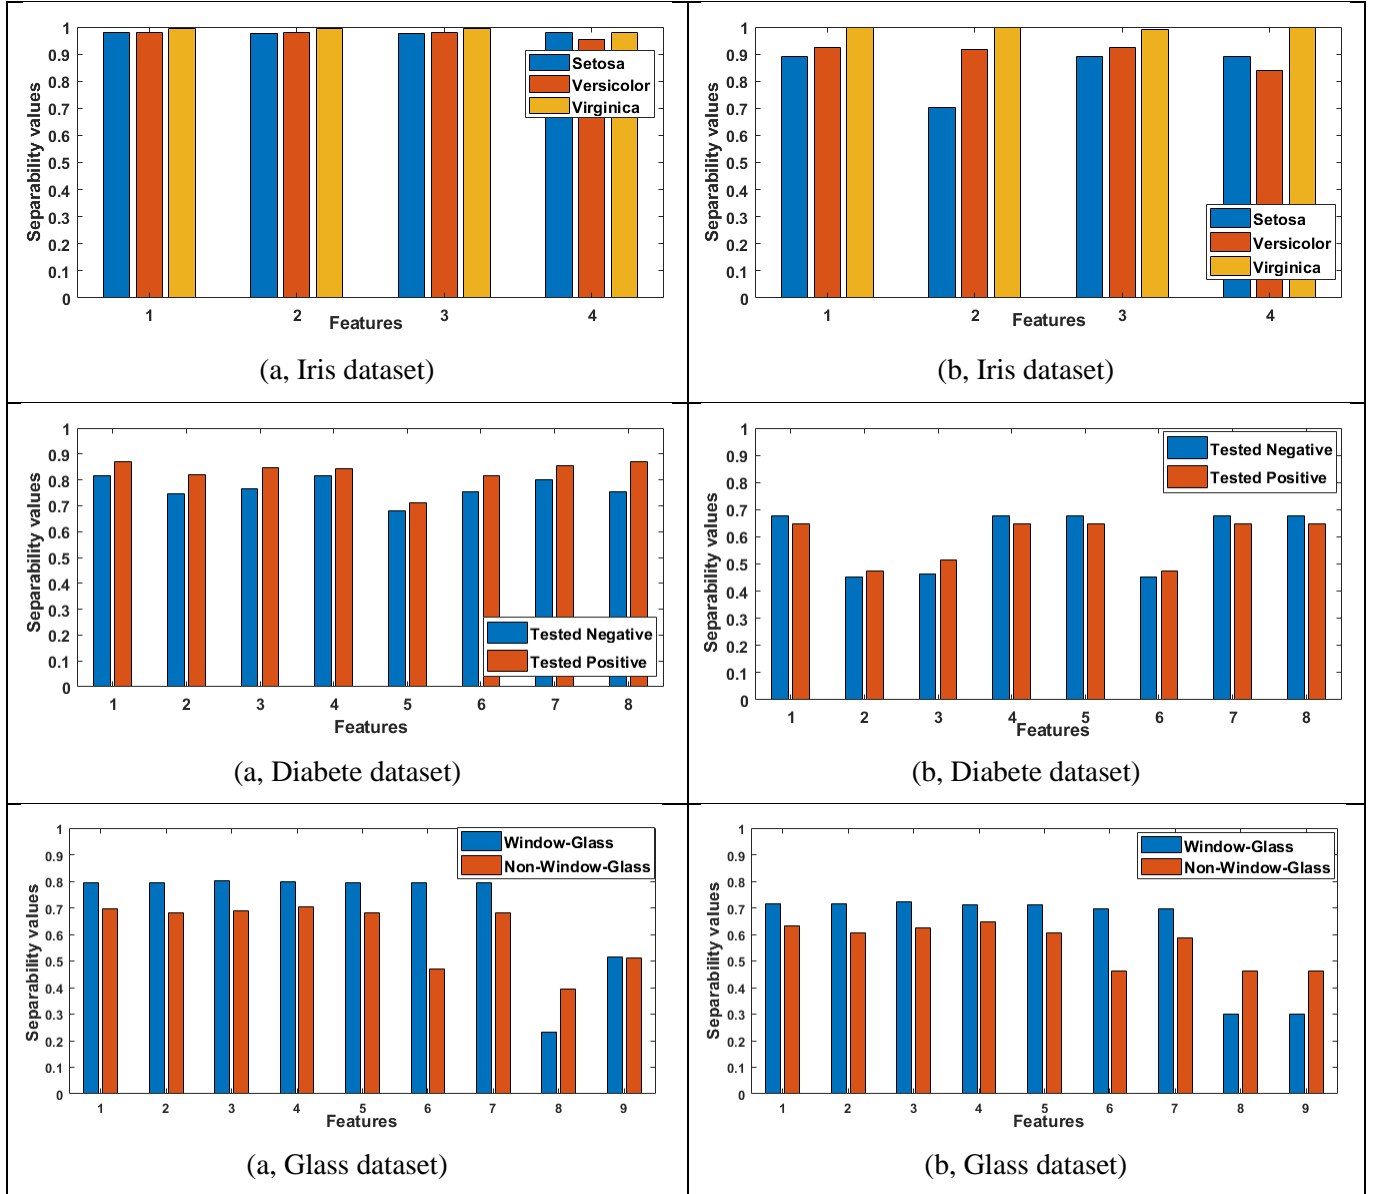 Separability values
1
0.9
0.8
0.7
0.6
0.5
0.4
0.3
0.2
0.1
0
Setosa
Versicolor
Virginica
1 2 3 4
Features
(a, Iris dataset)
Separability values
1
0.9
0.8
0.7
0.6
0.5
0.4
0.3
0.2
0.1
0
Setosa
Versicolor
Virginica
1 2 3 4
Features
(b, Iris dataset)
Separability values
1
0.9
0.8
0.7
0.6
0.5
0.4
0.3
0.2
0.1
0
Tested Negative
Tested Positive
1 2 3 4 5 6 7 8
Features
(a, Diabete dataset)
Separability values
1
0.9
0.8
0.7
0.6
0.5
0.4
0.3
0.2
0.1
0
Tested Negative
Tested Positive
1 2 3 4 5 6 7 8
Features
(b, Diabete dataset)
Separability values
1
0.9
0.8
0.7
0.6
0.5
0.4
0.3
0.2
0.1
0
Window-Glass
Non-Window-Glass
1 2 3 4 5 6 7 8 9
Features
(a, Glass dataset)
Separability values
1
0.9
0.8
0.7
0.6
0.5
0.4
0.3
0.2
0.1
0
Window-Glass
Non-Window-Glass
1 2 3 4 5 6 7 8 9
Features
(b, Glass dataset)